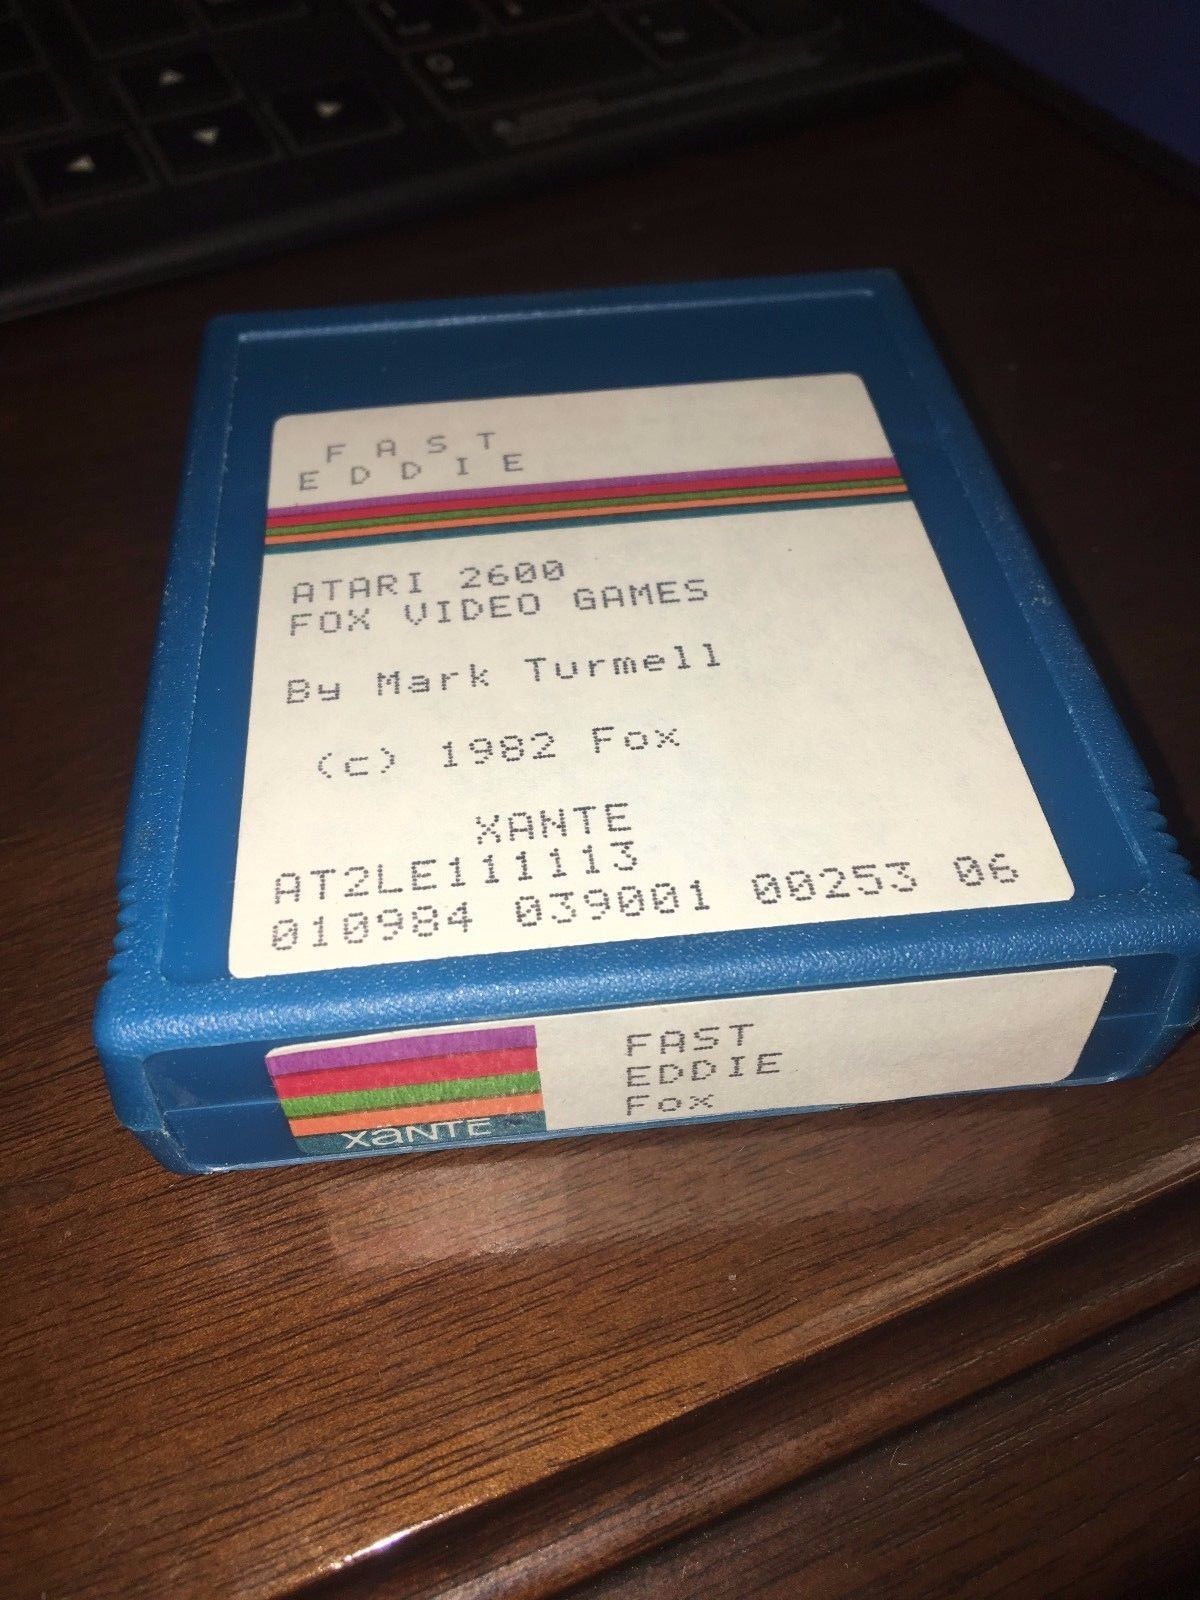 F A S T
E D D I E
ATARI 2600
FOX VIDEO GAMES
By Mark Turmell
(c) 1982 Fox
XANTE
AT2LE111113
010984 039001 00253 06
FAST
EDDIE
Fox
XaNTE